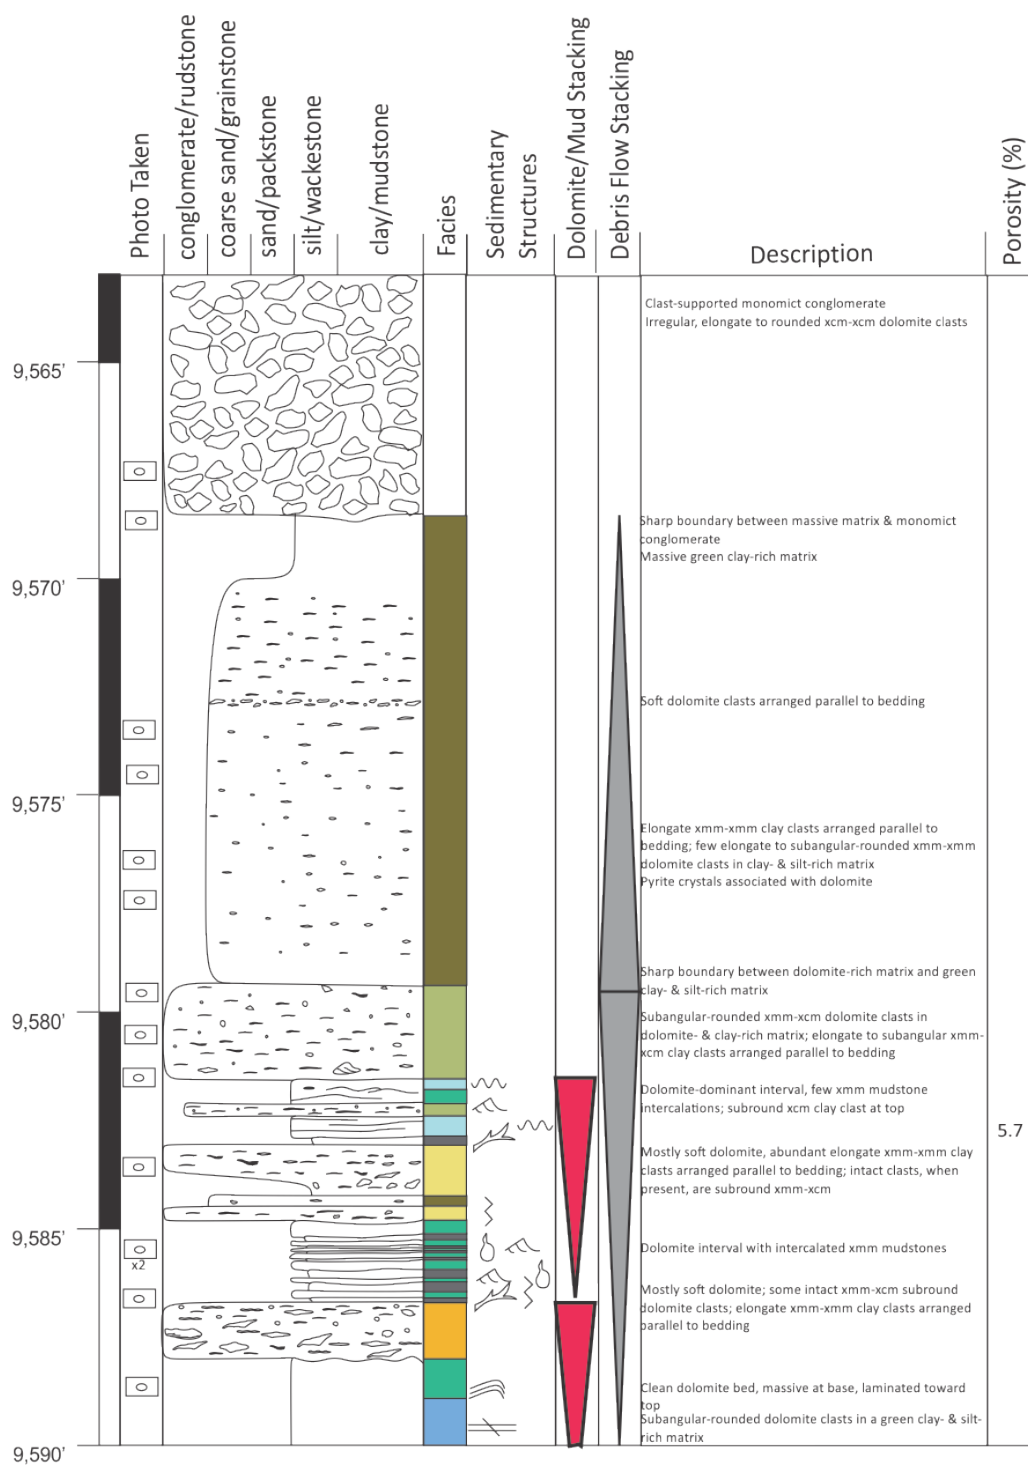 Photo Taken
conglomerate/rudstone
coarse sand/grainstone
sand/packstone
silt/wackestone
clay/mudstone
Facies
Sedimentary
Structures
Dolomite/Mud Stacking
Debris Flow Stacking
Description
Porosity (%)
Clast-supported monomict conglomerate
Irregular, elongate to rounded xcm-xcm dolomite clasts
9,565'
Sharp boundary between massive matrix & monomict
conglomerate
Massive green clay-rich matrix
9,570'
Soft dolomite clasts arranged parallel to bedding
9,575'
Elongate xmm-xmm clay clasts arranged parallel to
bedding; few elongate to subangular-rounded xmm-xmm
dolomite clasts in clay- & silt-rich matrix
Pyrite crystals associated with dolomite
Sharp boundary between dolomite-rich matrix and green
clay- & silt-rich matrix
9,580'
Subangular-rounded xmm-xcm dolomite clasts in
dolomite- & clay-rich matrix; elongate to subangular xmm-
xcm clay clasts arranged parallel to bedding
Dolomite-dominant interval, few xmm mudstone
intercalations; subround xcm clay clast at top
5.7
Mostly soft dolomite, abundant elongate xmm-xmm clay
clasts arranged parallel to bedding; intact clasts, when
present, are subround xmm-xcm
9,585'
Dolomite interval with intercalated xmm mudstones
x2
Mostly soft dolomite; some intact xmm-xcm subround
dolomite clasts; elongate xmm-xmm clay clasts arranged
parallel to bedding
Clean dolomite bed, massive at base, laminated toward
top
Subangular-rounded dolomite clasts in a green clay- & silt-
rich matrix
9,590'